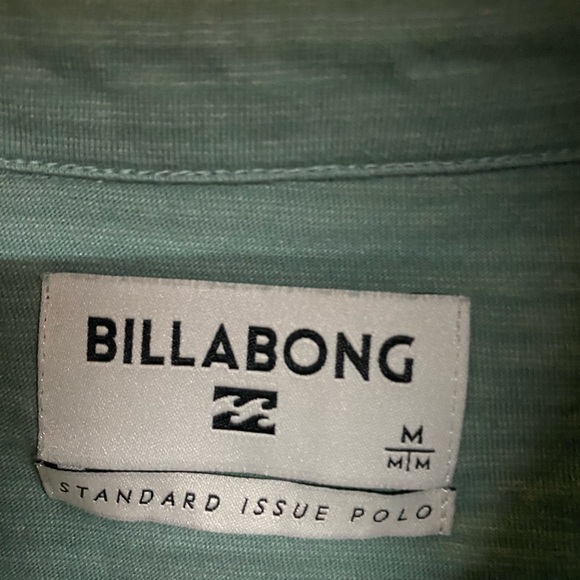 BILLABONG
M
M|M
STANDARD ISSUE POLO